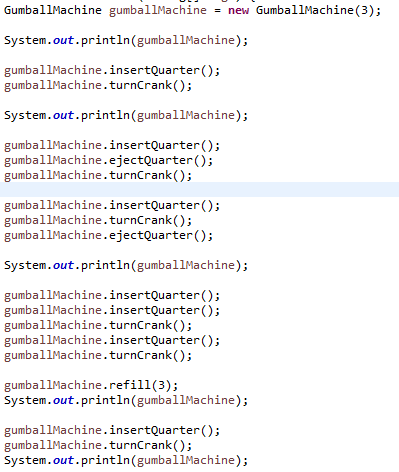 GumballMachine gumballMachine = new GumballMachine(3);
System.out.println(gumballMachine);
gumballMachine.insertQuarter();
gumballMachine.turnCrank();
System.out.println(gumballMachine);
gumballMachine.insertQuarter();
gumballMachine.ejectQuarter();
gumballMachine.turnCrank();
gumballMachine.insertQuarter();
gumballMachine.turnCrank();
gumballMachine.ejectQuarter();
System.out.println(gumballMachine);
gumballMachine.insertQuarter();
gumballMachine.insertQuarter();
gumballMachine.turnCrank();
gumballMachine.insertQuarter();
gumballMachine.turnCrank();
gumballMachine.refill(3);
System.out.println(gumballMachine);
gumballMachine.insertQuarter();
gumballMachine.turnCrank();
System.out.println(gumballMachine);